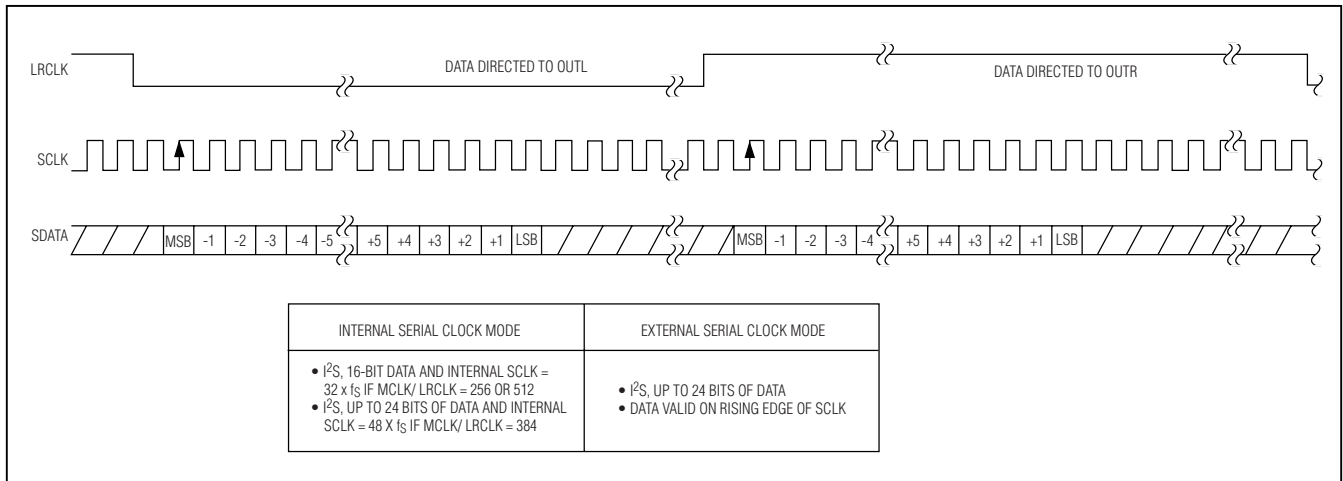 LRCLK
DATA DIRECTED TO OUTL
DATA DIRECTED TO OUTR
SCLK
SDATA
MSB -1 -2 -3 -4 -5 +5 +4 +3 +2 +1 LSB MSB -1 -2 -3 -4 +5 +4 +3 +2 +1 LSB
INTERNAL SERIAL CLOCK MODE
• I²S, 16-BIT DATA AND INTERNAL SCLK =
32 x fS IF MCLK/ LRCLK = 256 OR 512
• I²S, UP TO 24 BITS OF DATA AND INTERNAL
SCLK = 48 X fS IF MCLK/ LRCLK = 384
EXTERNAL SERIAL CLOCK MODE
• I²S, UP TO 24 BITS OF DATA
• DATA VALID ON RISING EDGE OF SCLK